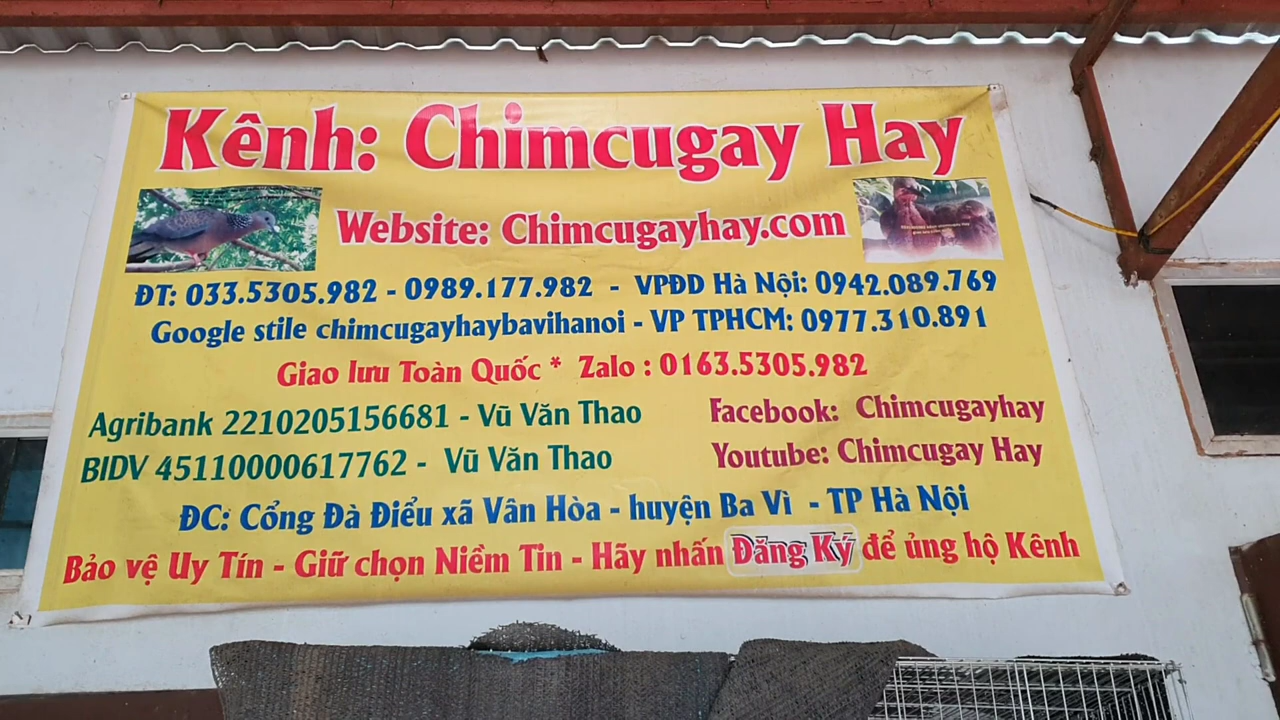 Kênh: Chimcugay Hay
Website: Chimcugayhay.com
ĐT: 033.5305.982 - 0989.177.982 - VPĐD Hà Nội: 0942.089.769
Google stile chimcugayhaybavihanoi - VP TPHCM: 0977.310.891
Giao lưu Toàn Quốc * Zalo : 0163.5305.982
Agribank 2210205156681 - Vũ Văn Thao
Facebook: Chimcugayhay
BIDV 45110000617762 - Vũ Văn Thao
Youtube: Chimcugay Hay
ĐC: Cổng Đà Điểu xã Vân Hòa - huyện Ba Vì - TP Hà Nội
Bảo vệ Uy Tín - Giữ chọn Niềm Tin - Hãy nhấn Đăng Ký để ủng hộ Kênh